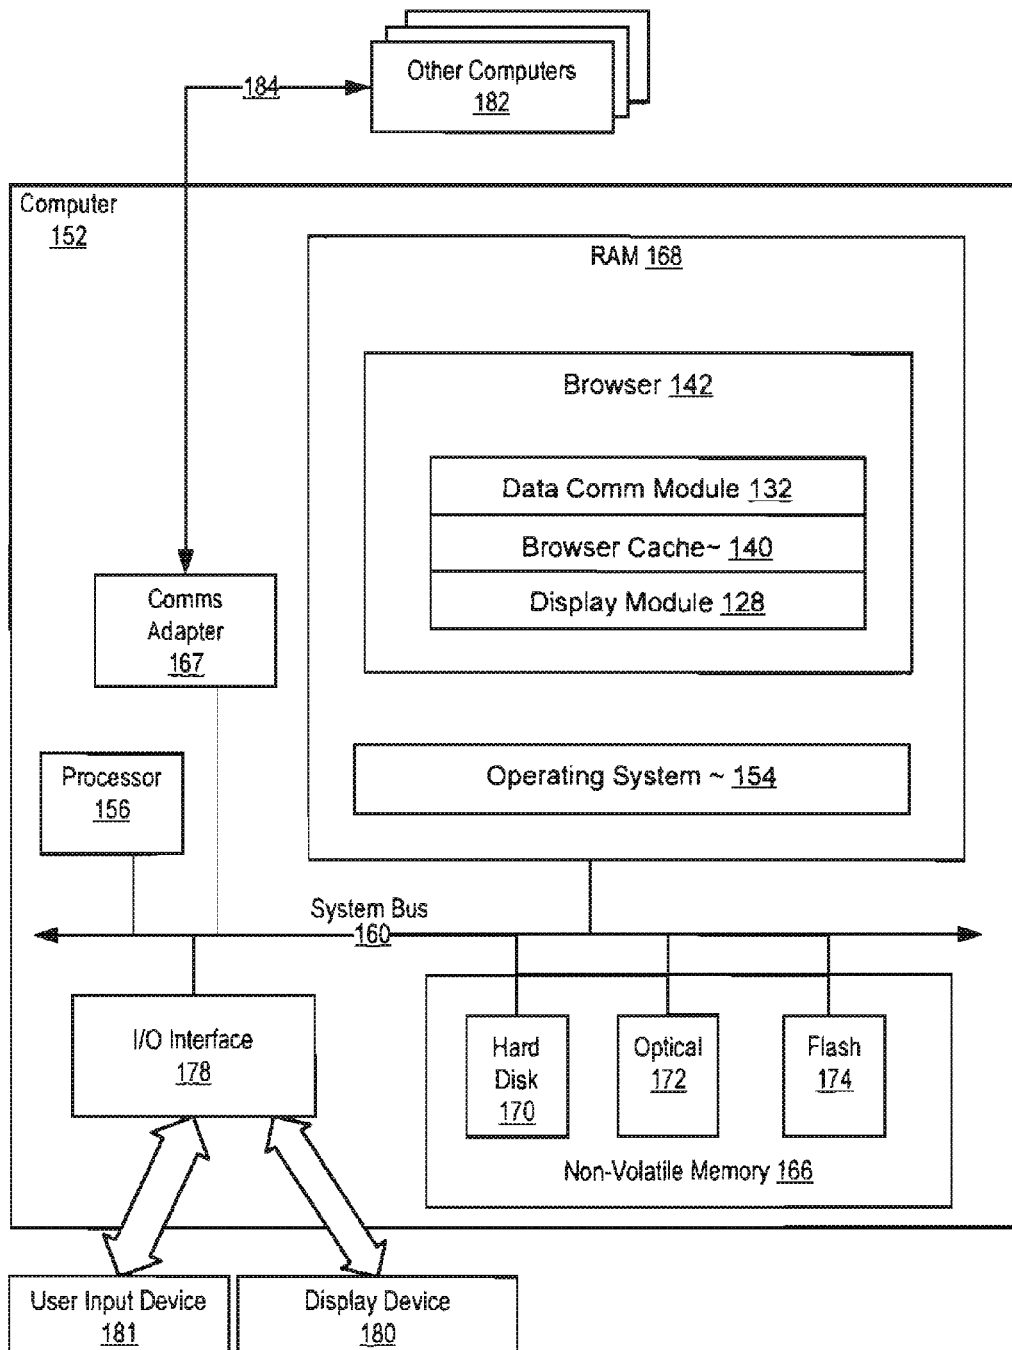 Other Computers
182
184
Computer
152
RAM 168
Browser 142
Data Comm Module 132
Browser Cache~ 140
Display Module 128
Comms
Adapter
167
Processor
156
Operating System ~ 154
System Bus
160
I/O Interface
178
Hard
Disk
170
Optical
172
Flash
174
Non-Volatile Memory 166
User Input Device
181
Display Device
180